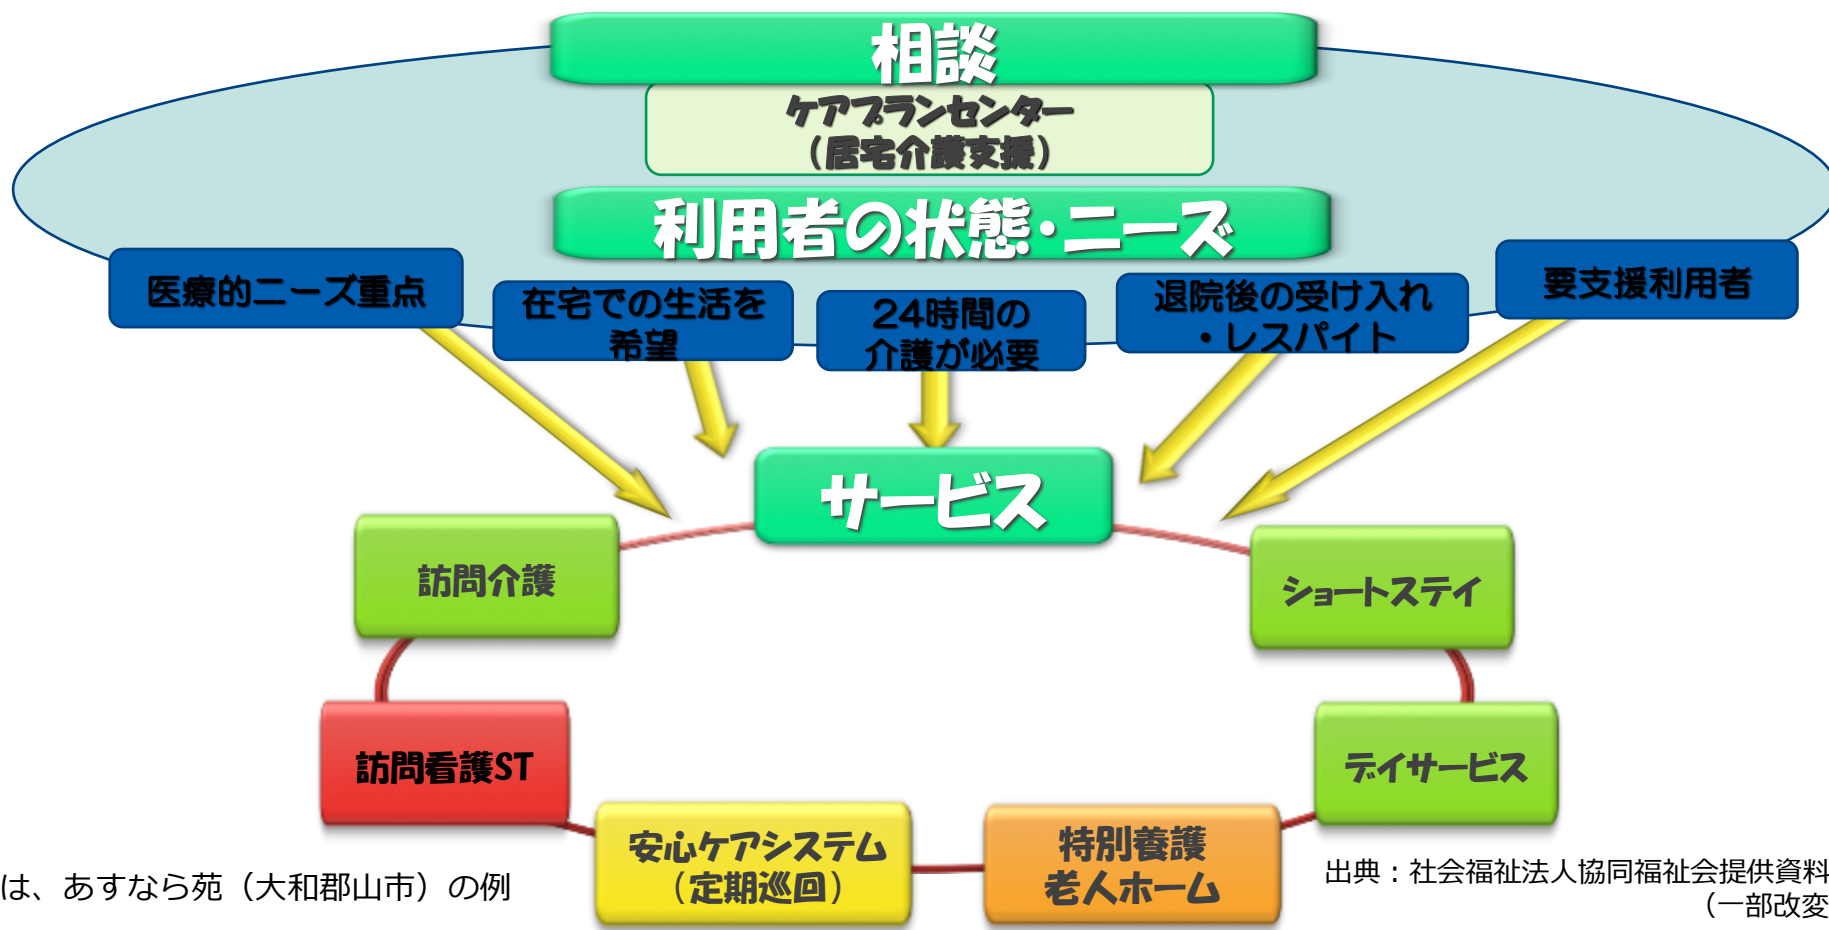 相談
ケアプランセンター
（居宅介護支援）
利用者の状態・ニーズ
医療的ニーズ重点
在宅での生活を
希望
24時間の
介護が必要
退院後の受け入れ
・レスパイト
要支援利用者
サービス
訪問介護
ショートステイ
訪問看護ST
デイサービス
安心ケアシステム
（定期巡回）
特別養護
老人ホーム
は、あすなら苑（大和郡山市）の例
出典：社会福祉法人協同福祉会提供資料
（一部改変